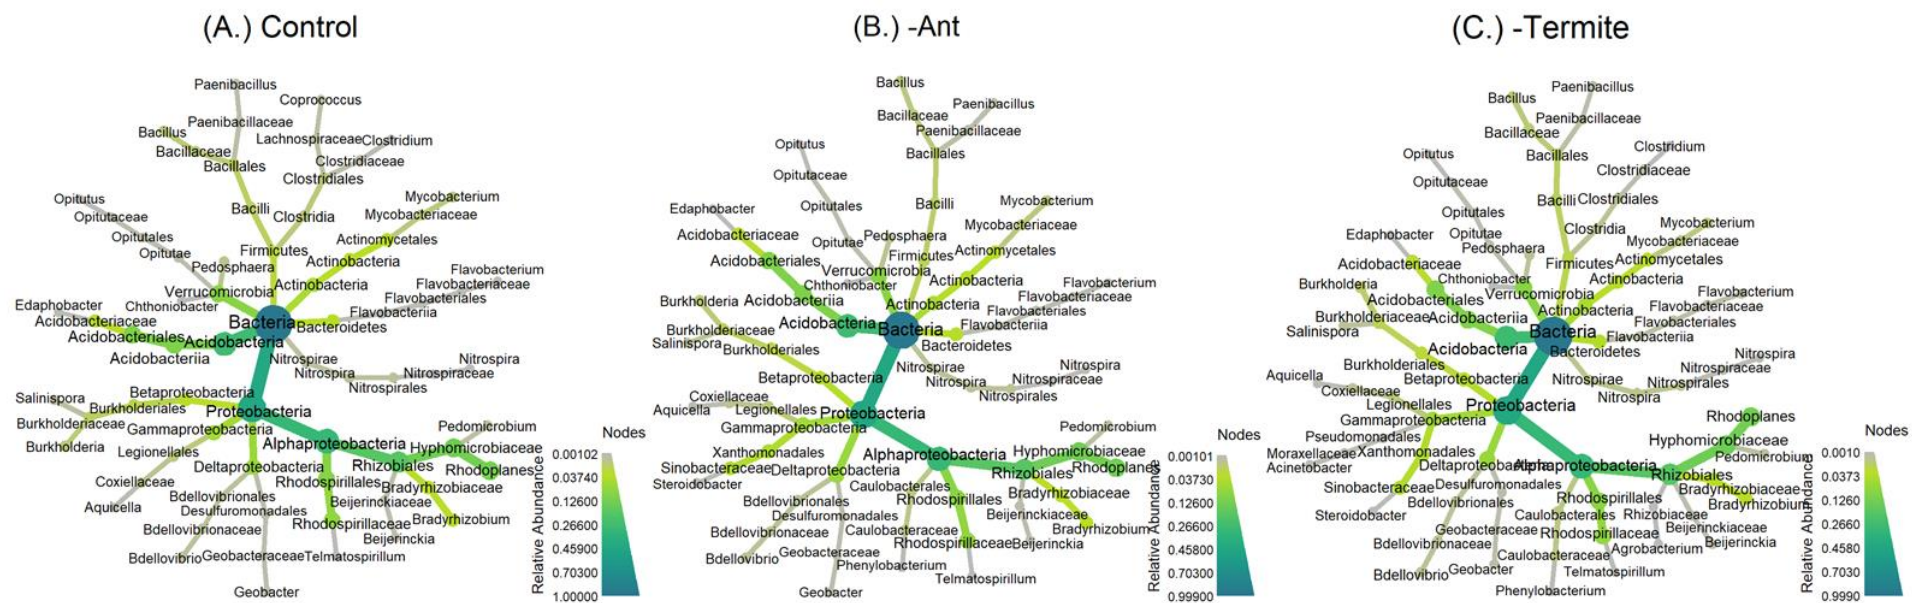 (A.) Control
Paenibacillus
Coprococcus
Paenibacillaceae
Bacillus
Lachnospiraceae
Clostridium
Bacillaceae
Clostridiaceae
Bacillales
Clostridiales
Opitutus
Mycobacterium
Bacilli
Opitutaceae
Clostridia
Mycobacteriaceae
Opitutales
Actinomycetales
Opitutae
Firmicutes
Actinobacteria
Pedosphaera
Flavobacterium
Actinobacteria
Flavobacteriaceae
Verrucomicrobia
Flavobacteriales
Edaphobacter
Chthoniobacter
Flavobacteriia
Acidobacteriaceae
Bacteria
Bacteroidetes
Acidobacteriales
Acidobacteria
Acidobacteriia
Nitrospirae
Nitrospira
Nitrospira
Nitrospiraceae
Nitrospirales
Betaproteobacteria
Salinispora
Burkholderiales
Proteobacteria
Burkholderiaceae
Gammaproteobacteria
Pedomicrobium
Burkholderia
Alphaproteobacteria
Hyphomicrobiaceae
Legionellales
Deltaproteobacteria
Rhizobiales
Rhodoplanes
Coxiellaceae
Rhodospirillales
Bradyrhizobiaceae
Bdellovibrionales
Beijerinckiaceae
Aquicella
Desulfuromonadales
Bradyrhizobium
Bdellovibrionaceae
Rhodospirillaceae
Beijerinckia
Bdellovibrio
Geobacteraceae
Telmatospirillum
Geobacter
Nodes
Relative Abundance
0.00102
0.03740
0.12600
0.26600
0.45900
0.70300
1.00000
(B.) -Ant
Bacillus
Paenibacillus
Bacillaceae
Paenibacillaceae
Opitutus
Bacillales
Opitutaceae
Edaphobacter
Opitutales
Bacilli
Mycobacterium
Mycobacteriaceae
Acidobacteriaceae
Opitutae
Pedosphaera
Actinomycetales
Acidobacteriales
Firmicutes
Verrucomicrobia
Actinobacteria
Chthoniobacter
Flavobacterium
Burkholderia
Acidobacteriia
Actinobacteria
Flavobacteriaceae
Flavobacteriales
Acidobacteria
Bacteria
Flavobacteriia
Burkholderiaceae
Salinispora
Burkholderiales
Bacteroidetes
Nitrospirae
Nitrospira
Betaproteobacteria
Nitrospira
Nitrospiraceae
Coxiellaceae
Nitrospirales
Aquicella
Legionellales
Proteobacteria
Gammaproteobacteria
Pedomicrobium
Xanthomonadales
Alphaproteobacteria
Hyphomicrobiaceae
Sinobacteraceae
Deltaproteobacteria
Rhizobiales
Rhodoplanes
Steroidobacter
Caulobacterales
Bradyrhizobiaceae
Bdellovibrionales
Rhodospirillales
Desulfuromonadales
Beijerinckiaceae
Bdellovibrionaceae
Caulobacteraceae
Bradyrhizobium
Rhodospirillaceae
Beijerinckia
Bdellovibrio
Geobacteraceae
Phenylobacterium
Telmatospirillum
Geobacter
Nodes
Relative Abundance
0.00101
0.03730
0.12600
0.26600
0.45800
0.70300
0.99900
(C.) -Termite
Paenibacillus
Bacillus
Paenibacillaceae
Bacillaceae
Opitutus
Bacillales
Clostridium
Clostridiaceae
Opitutaceae
Bacilli
Clostridiales
Opitutales
Mycobacterium
Edaphobacter
Opitutae
Clostridia
Pedosphaera
Mycobacteriaceae
Acidobacteriaceae
Firmicutes
Actinomycetales
Burkholderia
Chthoniobacter
Actinobacteria
Acidobacteriales
Verrucomicrobia
Flavobacterium
Burkholderiaceae
Acidobacteriia
Actinobacteria
Flavobacteriaceae
Salinispora
Bacteria
Flavobacteriales
Flavobacteriia
Acidobacteria
Bacteroidetes
Burkholderiales
Nitrospira
Aquicella
Betaproteobacteria
Nitrospirae
Nitrospiraceae
Coxiellaceae
Nitrospirales
Legionellales
Proteobacteria
Nitrospira
Gammaproteobacteria
Rhodoplanes
Pseudomonadales
Hyphomicrobiaceae
Moraxellaceae
Xanthomonadales
Pedomicrobium
Acinetobacter
Deltaproteobacteria
Alphaproteobacteria
Rhizobiales
Sinobacteraceae
Desulfuromonadales
Bradyrhizobiaceae
Steroidobacter
Bdellovibrionales
Rhodospirillales
Bradyrhizobium
Caulobacterales
Rhizobiaceae
Geobacteraceae
Rhodospirillaceae
Beijerinckiaceae
Bdellovibrionaceae
Agrobacterium
Beijerinckia
Caulobacteraceae
Bdellovibrio
Geobacter
Telmatospirillum
Phenylobacterium
Nodes
Relative Abundance
0.0010
0.0373
0.1260
0.2660
0.4580
0.7030
0.9990